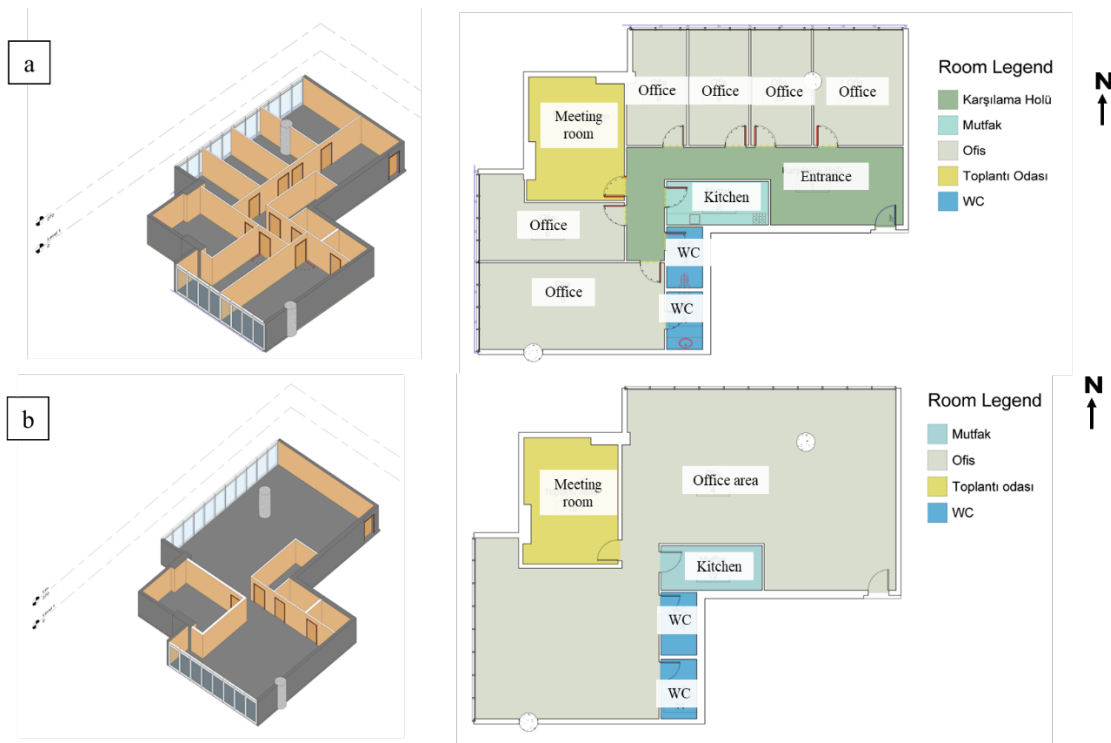 a
Office
Office
Office
Office
Meeting
room
Entrance
Kitchen
Office
WC
Office
WC
Room Legend
Karşılama Holü
Mutfak
Ofis
Toplantı Odası
WC
N
b
Meeting
room
Office area
Kitchen
WC
WC
Room Legend
Mutfak
Ofis
Toplantı odası
WC
N